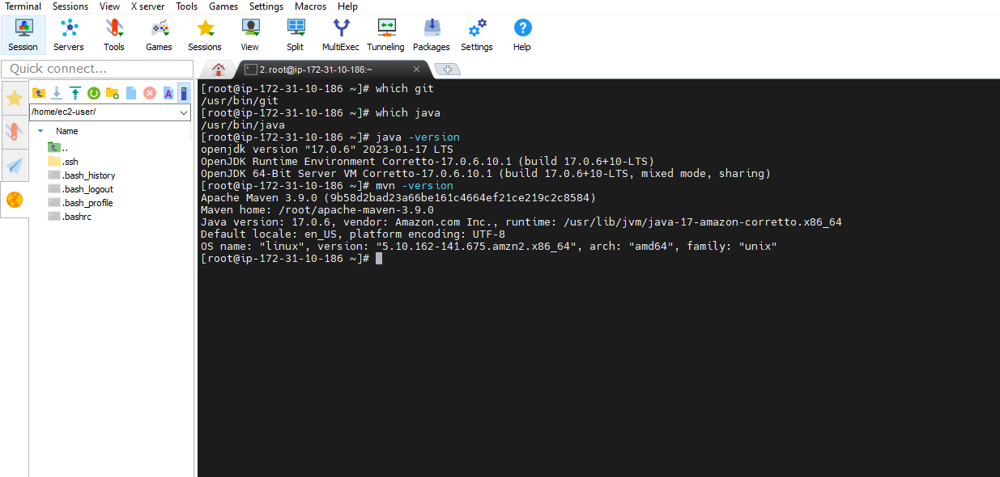 Terminal Sessions View X server Tools Games Settings Macros Help
Session Servers Tools Games Sessions View Split MultiExec Tunneling Packages Settings Help
Quick connect...
2. root@ip-172-31-10-186:~
/home/ec2-user/
Name
..
.ssh
.bash_history
.bash_logout
.bash_profile
.bashrc
[root@ip-172-31-10-186 ~]# which git
/usr/bin/git
[root@ip-172-31-10-186 ~]# which java
/usr/bin/java
[root@ip-172-31-10-186 ~]# java -version
openjdk version "17.0.6" 2023-01-17 LTS
OpenJDK Runtime Environment Corretto-17.0.6.10.1 (build 17.0.6+10-LTS)
OpenJDK 64-Bit Server VM Corretto-17.0.6.10.1 (build 17.0.6+10-LTS, mixed mode, sharing)
[root@ip-172-31-10-186 ~]# mvn -version
Apache Maven 3.9.0 (9b58d2bad23a66be161c4664ef21ce219c2c8584)
Maven home: /root/apache-maven-3.9.0
Java version: 17.0.6, vendor: Amazon.com Inc., runtime: /usr/lib/jvm/java-17-amazon-corretto.x86_64
Default locale: en_US, platform encoding: UTF-8
OS name: "linux", version: "5.10.162-141.675.amzn2.x86_64", arch: "amd64", family: "unix"
[root@ip-172-31-10-186 ~]#